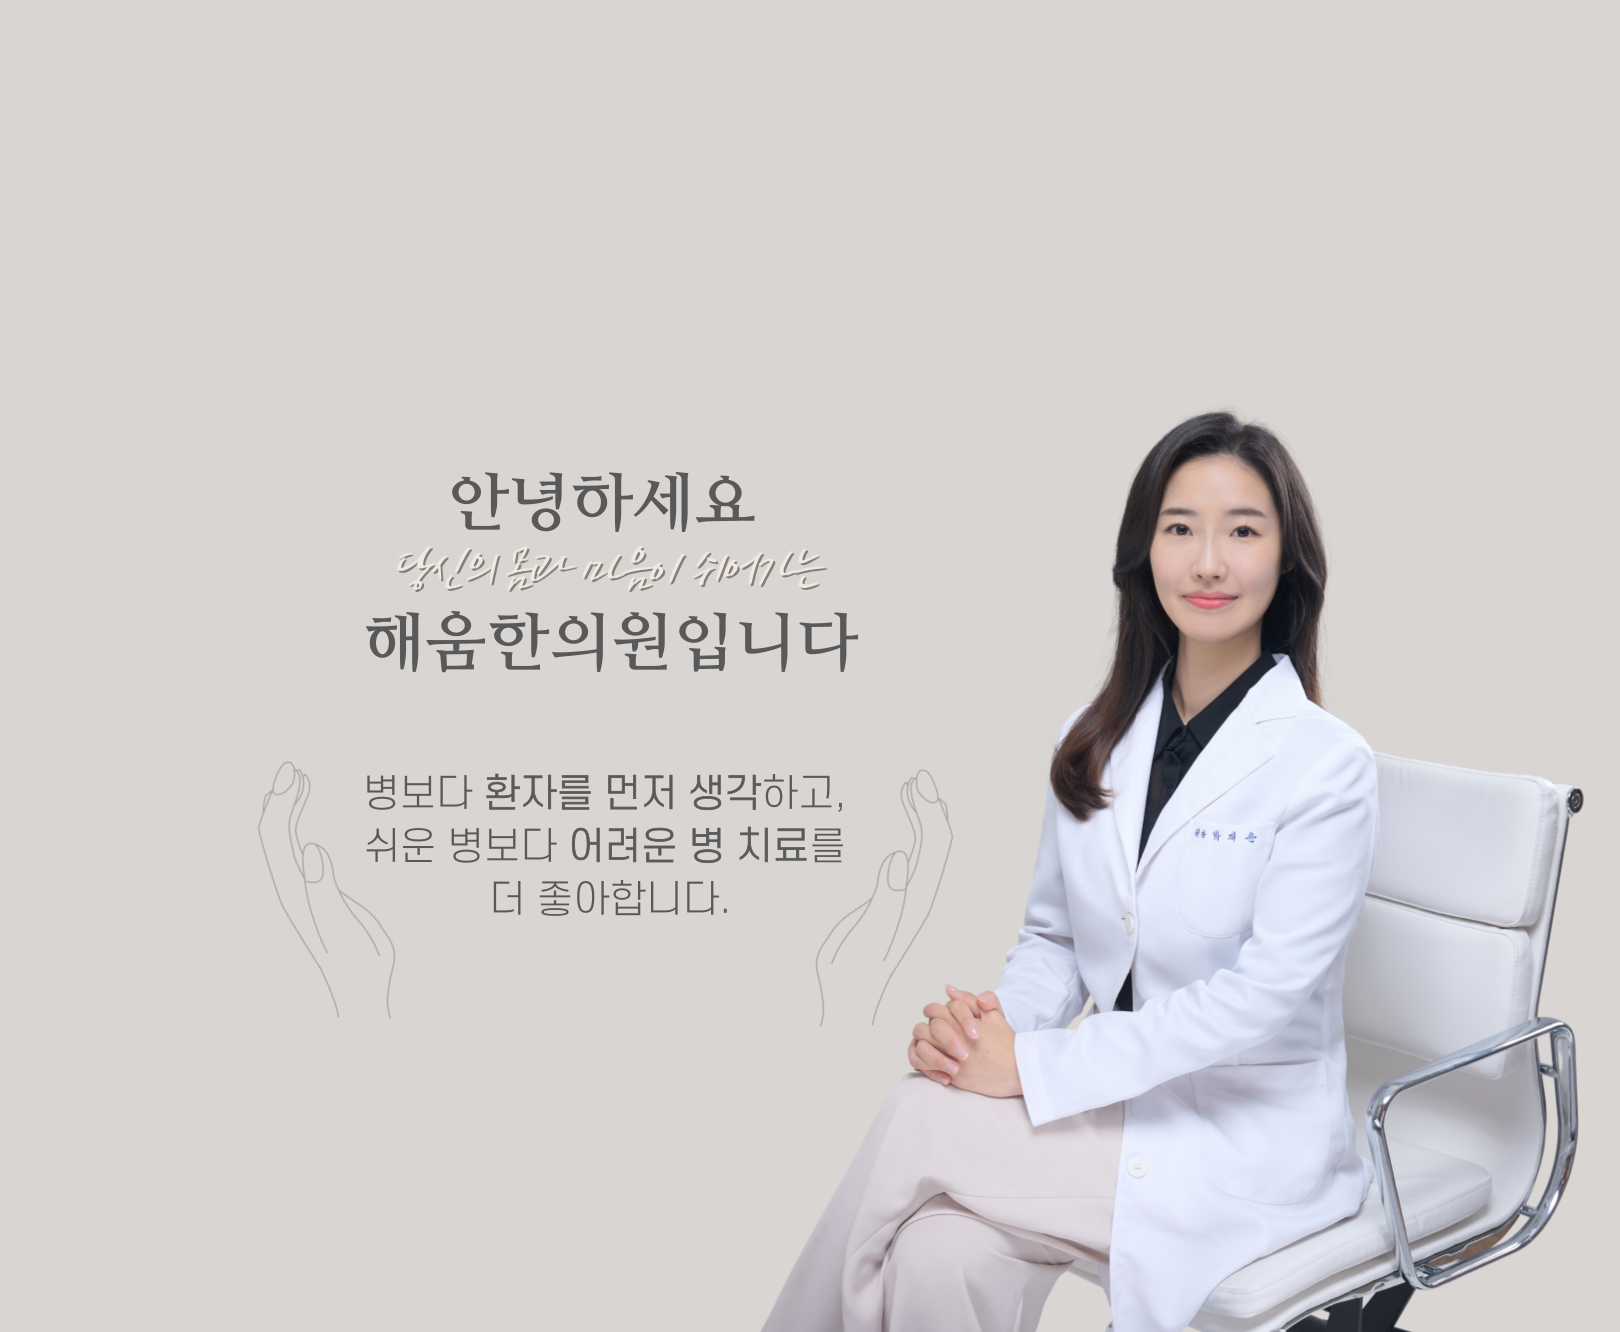 안녕하세요
당신의 몸과 마음이 쉬어가는
해움한의원입니다
병보다 환자를 먼저 생각하고,
쉬운 병보다 어려운 병 치료를
더 좋아합니다.
원장 박 재 은